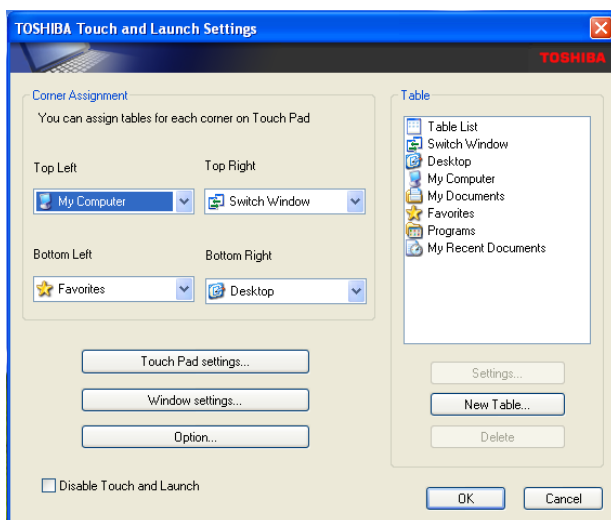 TOSHIBA Touch and Launch Settings
TOSHIBA
Corner Assignment
You can assign tables for each corner on Touch Pad
Top Left
Top Right
My Computer
Switch Window
Bottom Left
Bottom Right
Favorites
Desktop
Touch Pad settings...
Window settings...
Option...
Disable Touch and Launch
Table
Table List
Switch Window
Desktop
My Computer
My Documents
Favorites
Programs
My Recent Documents
Settings...
New Table...
Delete
OK
Cancel